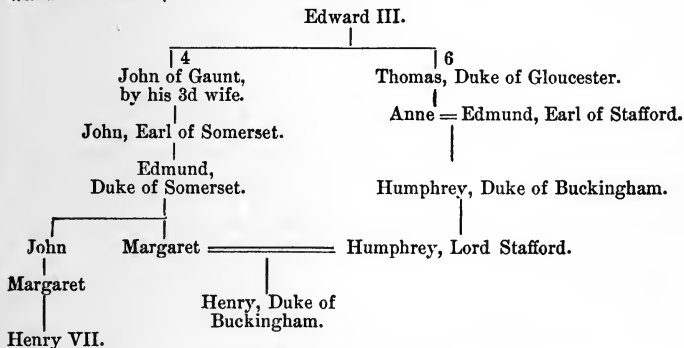 Edward III.
4
6
John of Gaunt,
by his 3d wife.
Thomas, Duke of Gloucester.
Anne = Edmund, Earl of Stafford.
John, Earl of Somerset.
Edmund,
Duke of Somerset.
Humphrey, Duke of Buckingham.
John
Margaret
Humphrey, Lord Stafford.
Margaret
Henry, Duke of
Buckingham.
Henry VII.